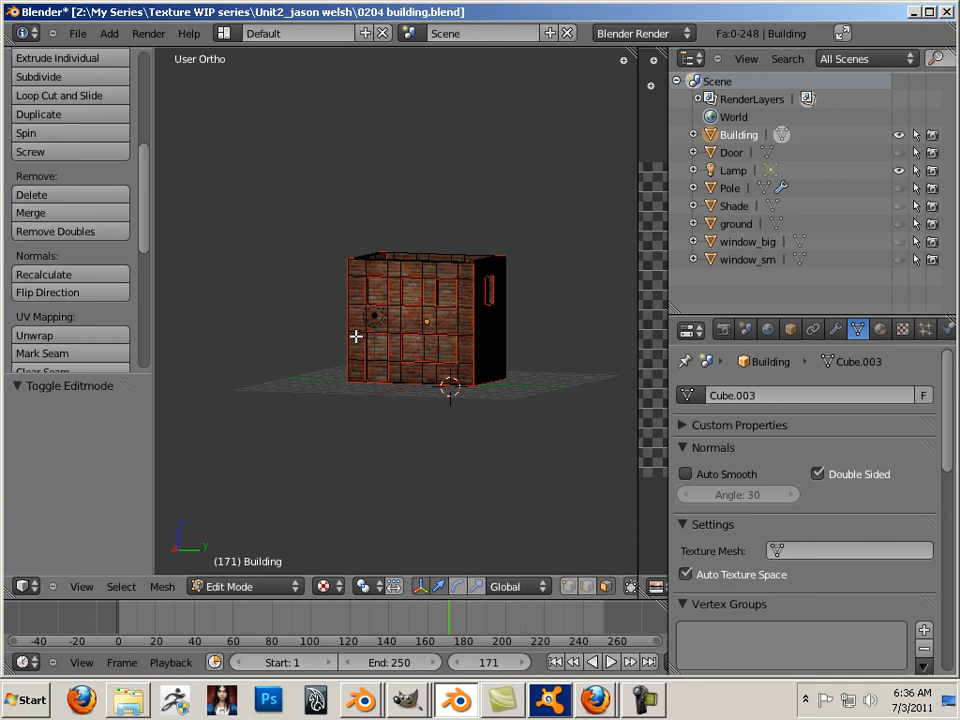 Blender* [Z:\My Series\Texture WIP series\Unit2_jason welsh\0204 building.blend]
File Add Render Help Default Scene Blender Render Fa:0-248 | Building
Extrude Individual
Subdivide
Loop Cut and Slide
Duplicate
Spin
Screw
Remove:
Delete
Merge
Remove Doubles
Normals:
Recalculate
Flip Direction
UV Mapping:
Unwrap
Mark Seam
Clear Seam
Toggle Editmode
User Ortho
z
y
(171) Building
View Select Mesh Edit Mode Global
View Search All Scenes
Scene
RenderLayers
World
Building
Door
Lamp
Pole
Shade
ground
window_big
window_sm
Building Cube.003
Cube.003 F
Custom Properties
Normals
Auto Smooth Double Sided
Angle: 30
Settings
Texture Mesh:
Auto Texture Space
Vertex Groups
-40 -20 0 20 40 60 80 100 120 140 160 180 200 220 240 260
View Frame Playback Start: 1 End: 250 171
Start Ps 6:36 AM
7/3/2011